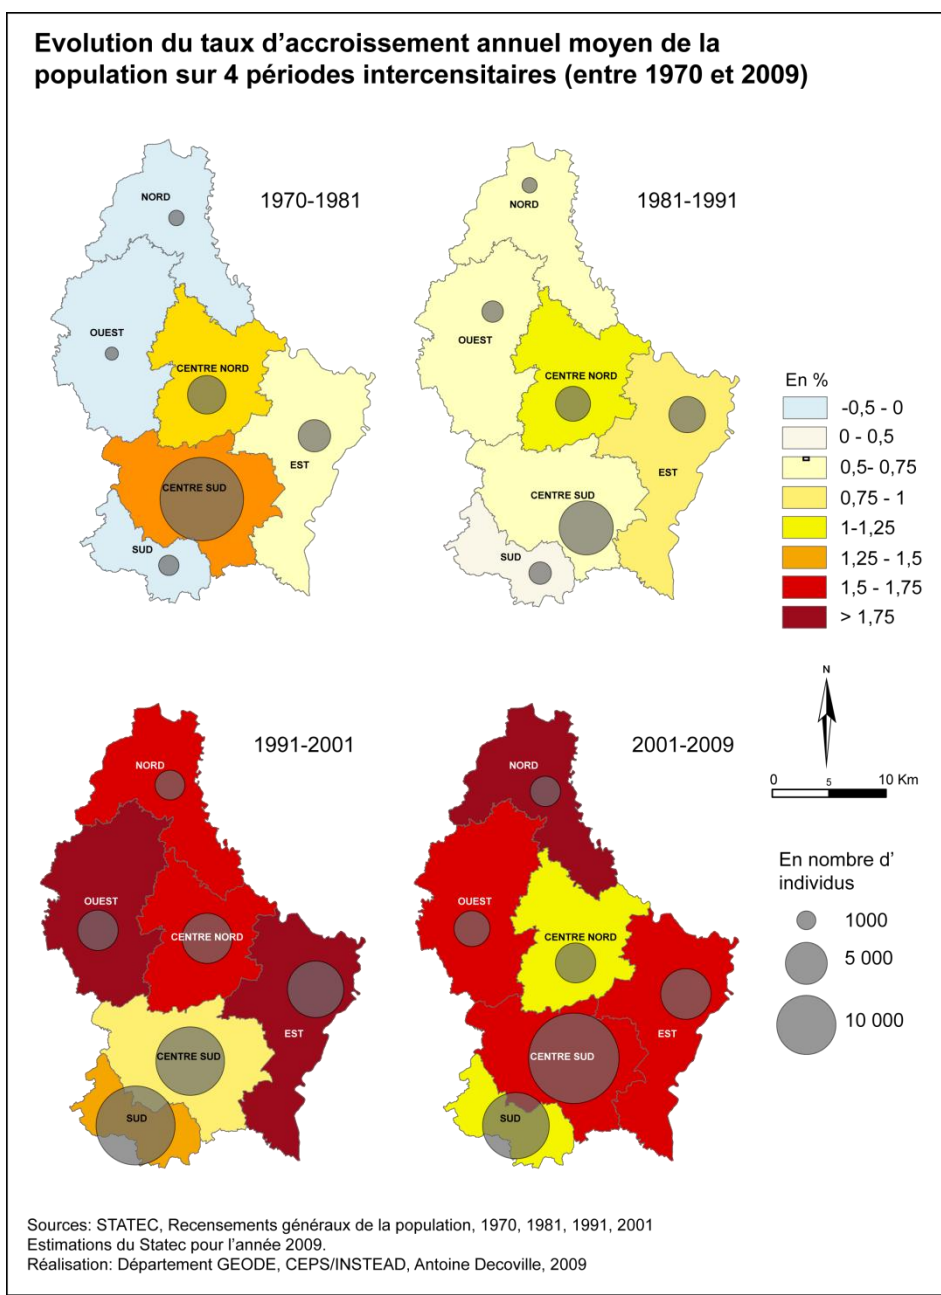 Evolution du taux d'accroissement annuel moyen de la
population sur 4 périodes intercensitaires (entre 1970 et 2009)
1970-1981
NORD
OUEST
CENTRE NORD
EST
CENTRE SUD
SUD
1981-1991
NORD
OUEST
CENTRE NORD
EST
CENTRE SUD
SUD
En %
-0,5 - 0
0 - 0,5
0,5- 0,75
0,75 - 1
1-1,25
1,25 - 1,5
1,5 - 1,75
> 1,75
N
0 5 10 Km
1991-2001
NORD
OUEST
CENTRE NORD
EST
CENTRE SUD
SUD
2001-2009
NORD
OUEST
CENTRE NORD
EST
CENTRE SUD
SUD
En nombre d'
individus
1000
5 000
10 000
Sources: STATEC, Recensements généraux de la population, 1970, 1981, 1991, 2001
Estimations du Statec pour l'année 2009.
Réalisation: Département GEODE, CEPS/INSTEAD, Antoine Decoville, 2009